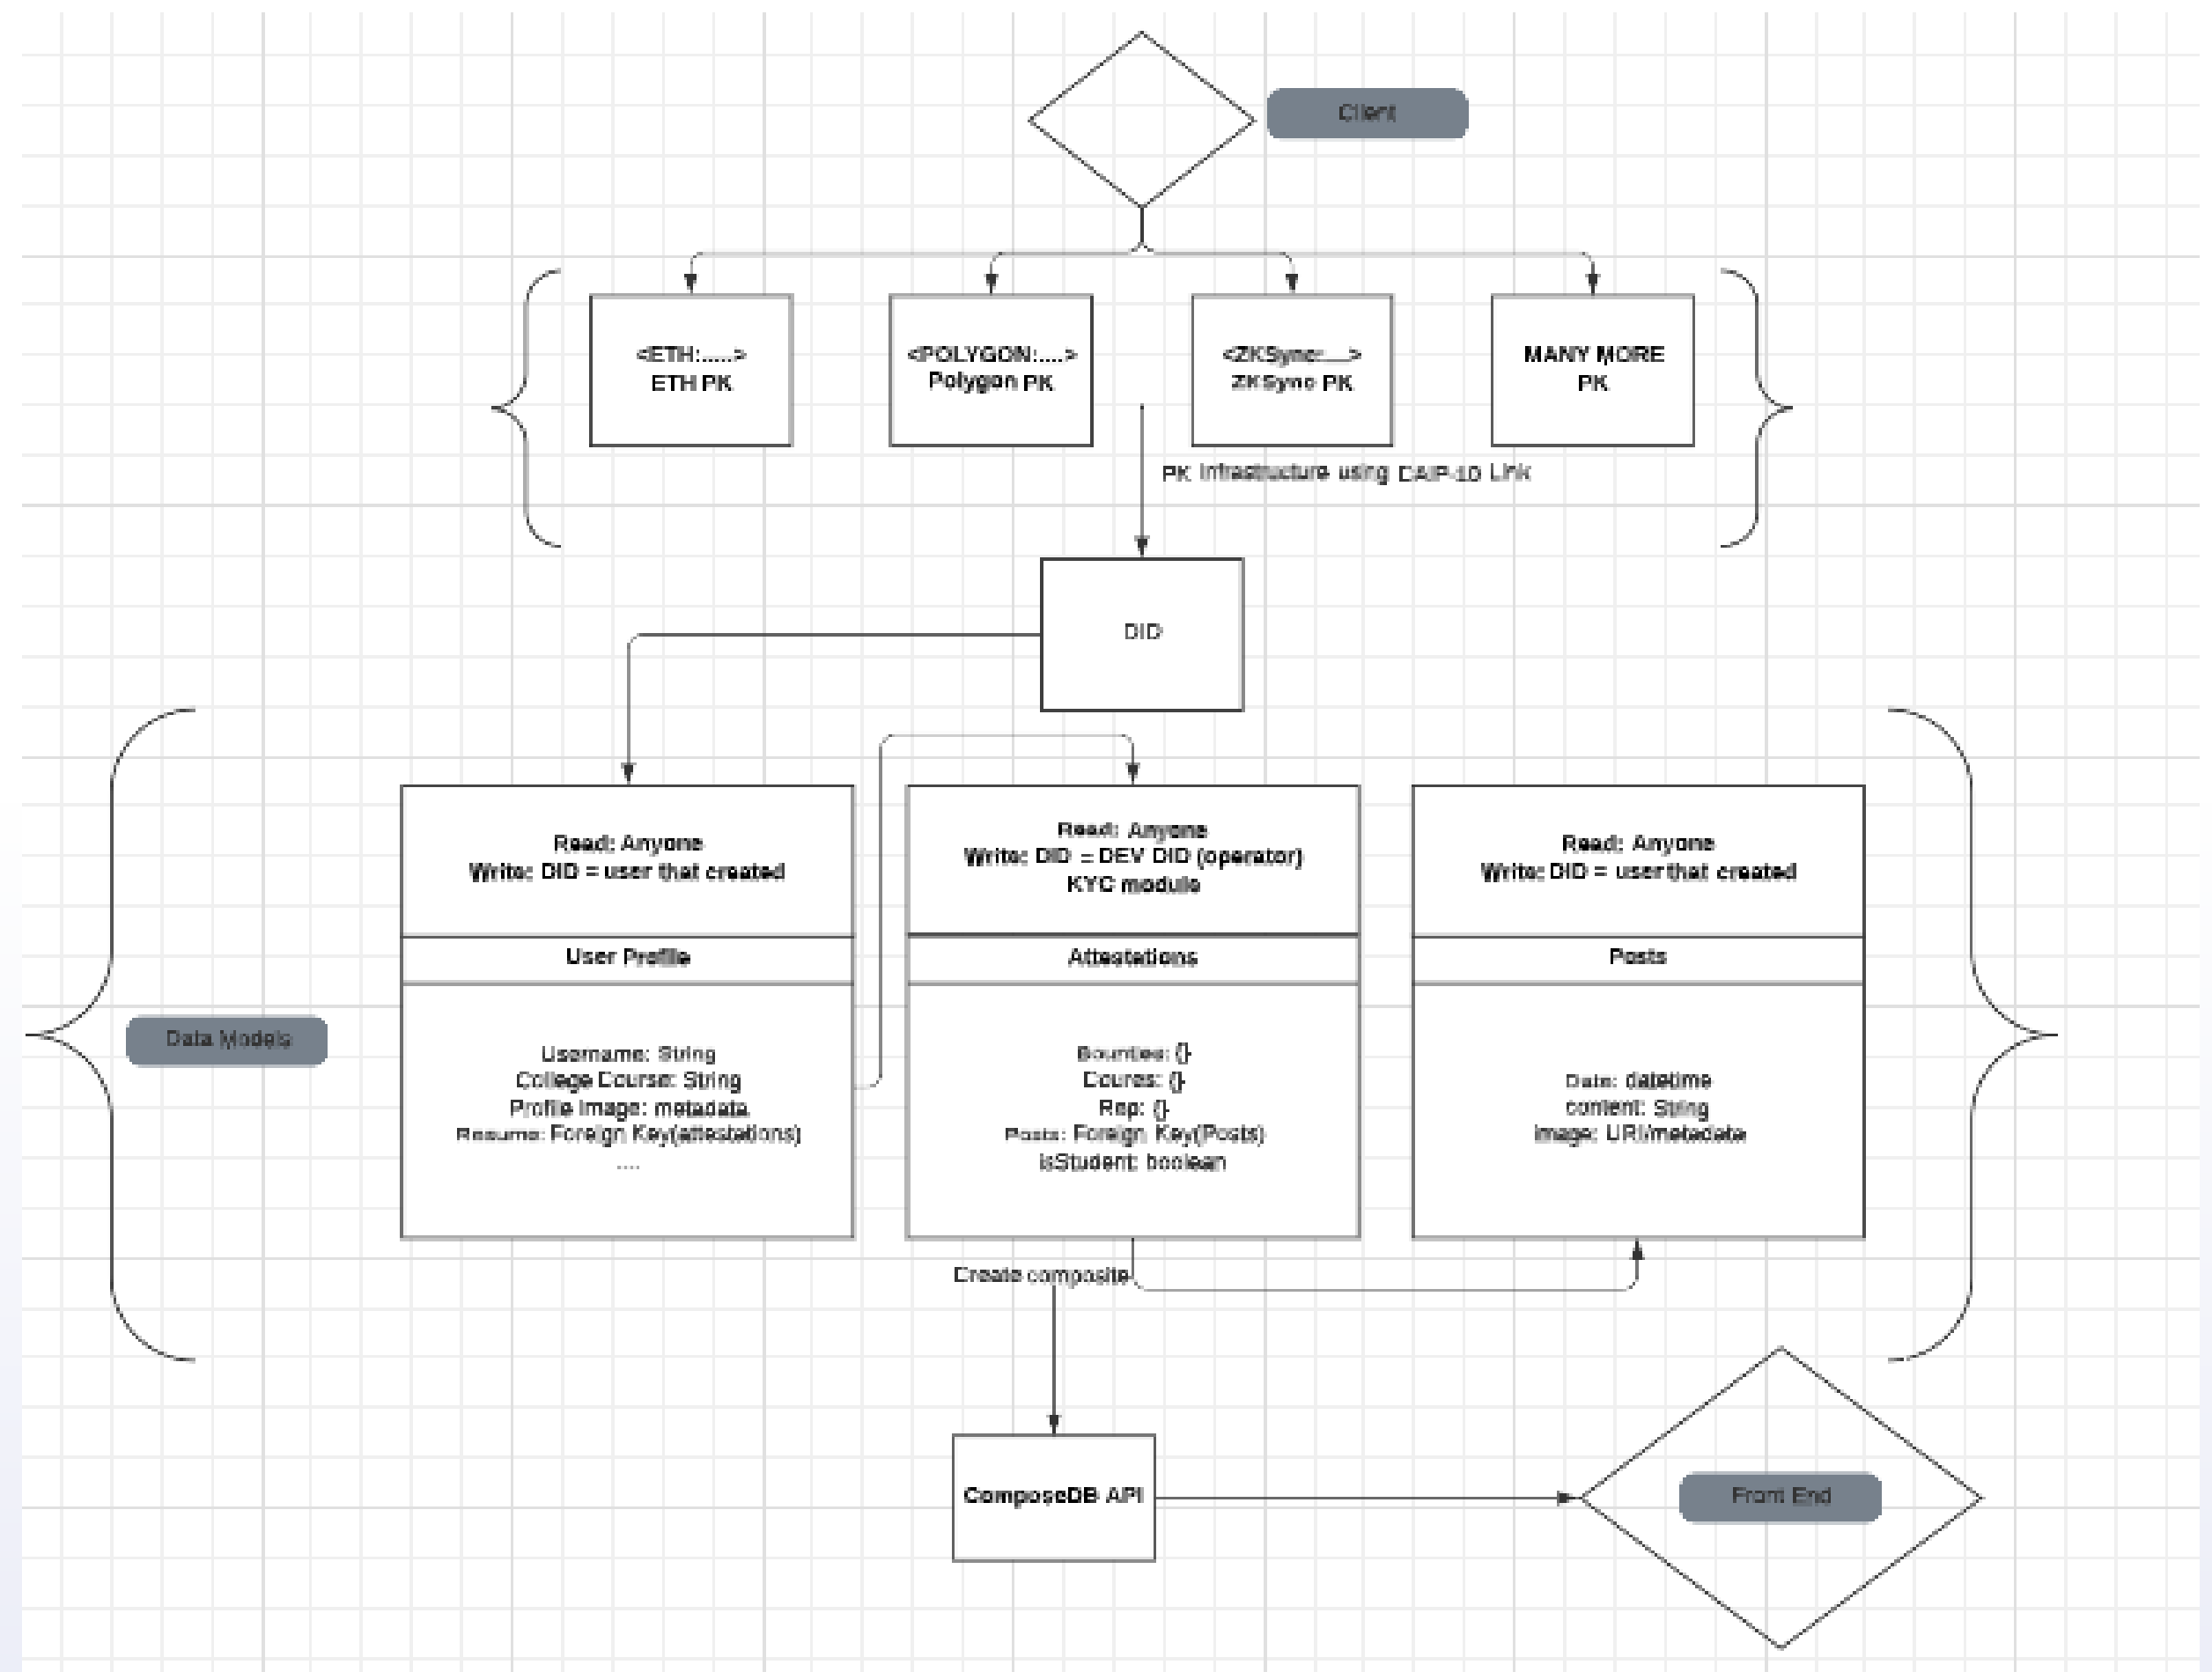 Client
<ETH:.....>
ETH PK
<POLYGON:....>
Polygon PK
<ZKSync:...>
ZKSync PK
MANY MORE
PK
PK Infrastructure using CAIP-10 Link
DID
Read: Anyone
Write: DID = user that created
User Profile
Username: String
College Course: String
Profile Image: metadata
Resume: Foreign Key(attestations)
....
Read: Anyone
Write: DID = DEV DID (operator)
KYC module
Attestations
Bounties: {}
Coures: {}
Rep: {}
Posts: Foreign Key(Posts)
isStudent: boolean
Read: Anyone
Write: DID = user that created
Posts
Date: datetime
content: String
image: URI/metadata
Data Models
Create composite
ComposeDB API
Front End